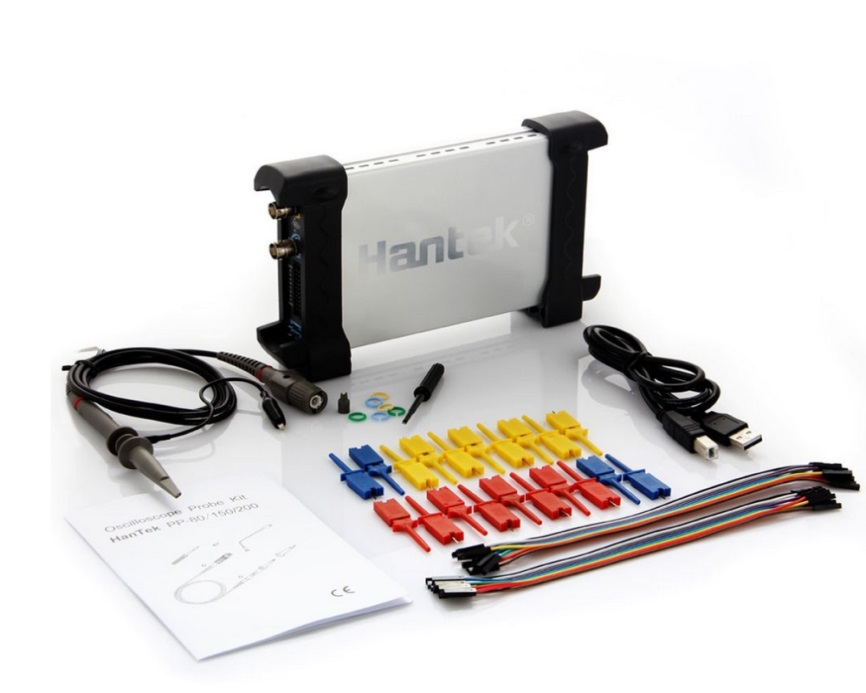 Hantek®
Oscilloscope Probe Kit
HanTek PP-80/150/200
CE